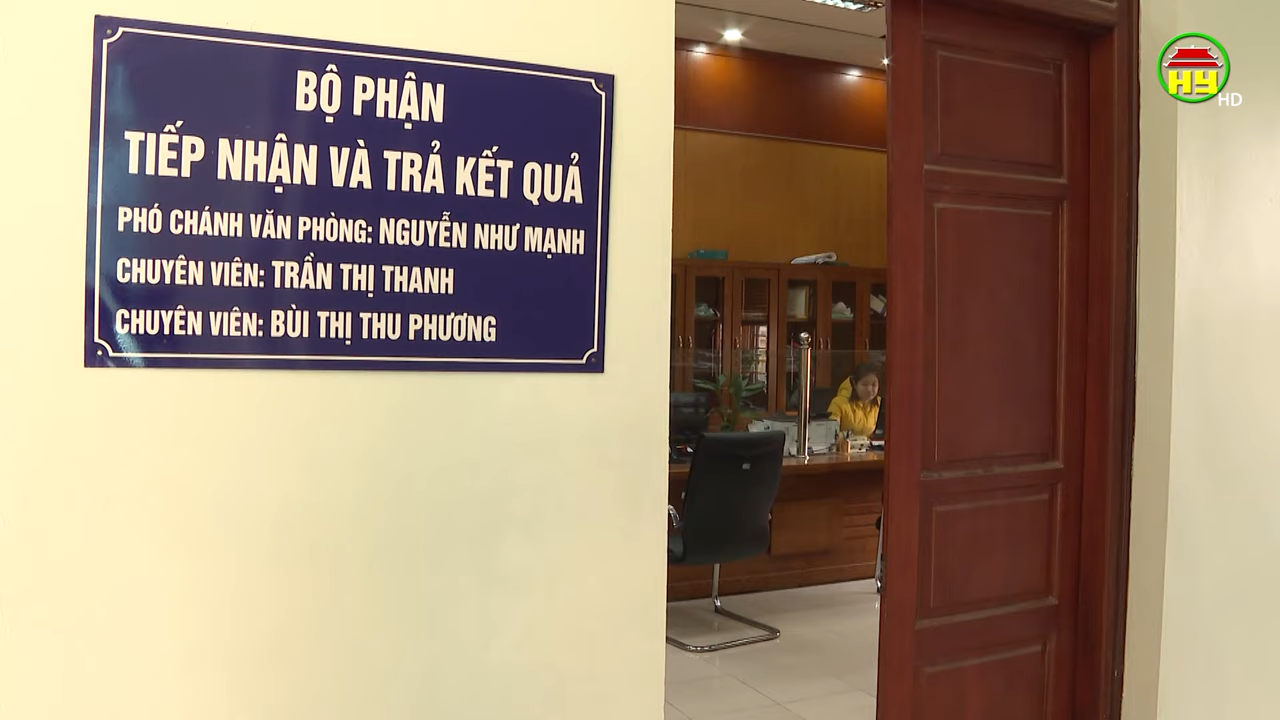 BỘ PHẬN
TIẾP NHẬN VÀ TRẢ KẾT QUẢ
PHÓ CHÁNH VĂN PHÒNG: NGUYỄN NHƯ MẠNH
CHUYÊN VIÊN: TRẦN THỊ THANH
CHUYÊN VIÊN: BÙI THỊ THU PHƯƠNG
HY
HD